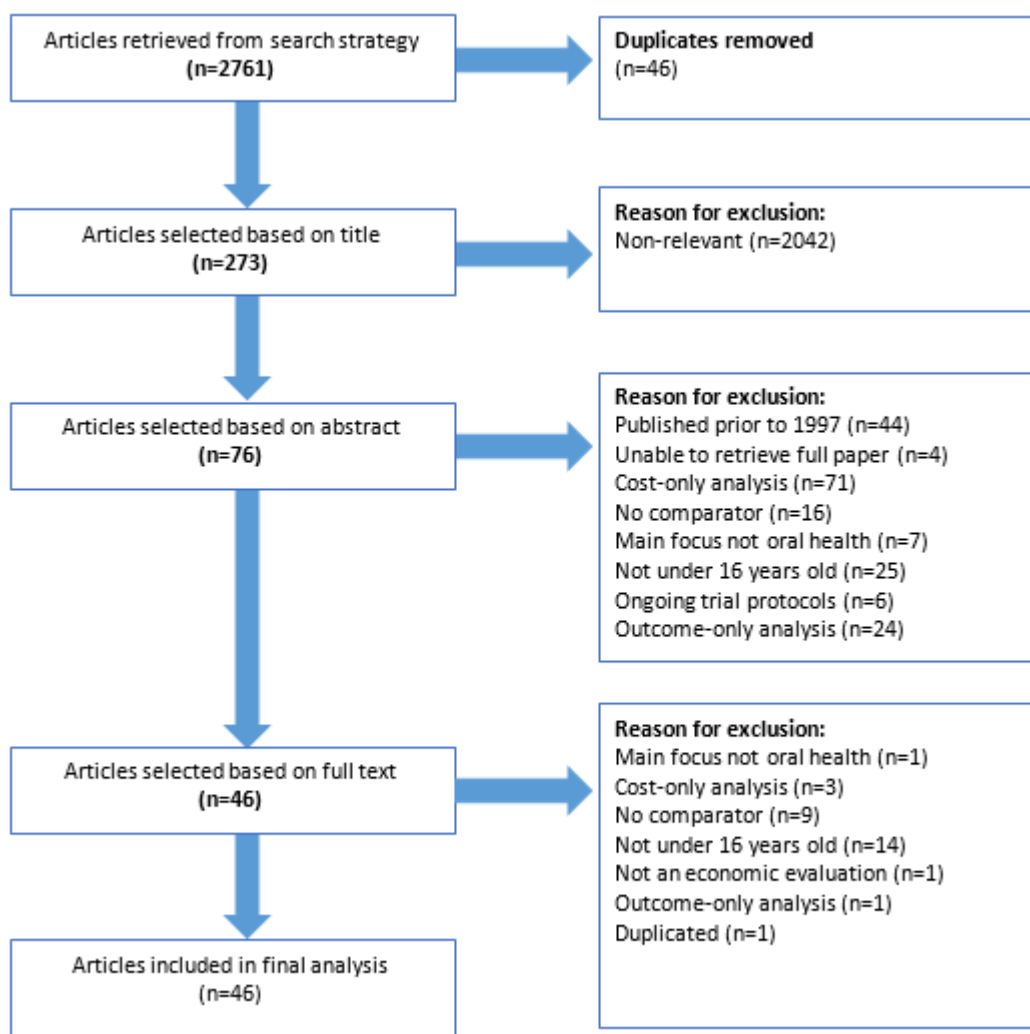 Articles retrieved from search strategy
(n=2761)
Duplicates removed
(n=46)
Articles selected based on title
(n=273)
Reason for exclusion:
Non-relevant (n=2042)
Articles selected based on abstract
(n=76)
Reason for exclusion:
Published prior to 1997 (n=44)
Unable to retrieve full paper (n=4)
Cost-only analysis (n=71)
No comparator (n=16)
Main focus not oral health (n=7)
Not under 16 years old (n=25)
Ongoing trial protocols (n=6)
Outcome-only analysis (n=24)
Articles selected based on full text
(n=46)
Reason for exclusion:
Main focus not oral health (n=1)
Cost-only analysis (n=3)
No comparator (n=9)
Not under 16 years old (n=14)
Not an economic evaluation (n=1)
Outcome-only analysis (n=1)
Duplicated (n=1)
Articles included in final analysis
(n=46)